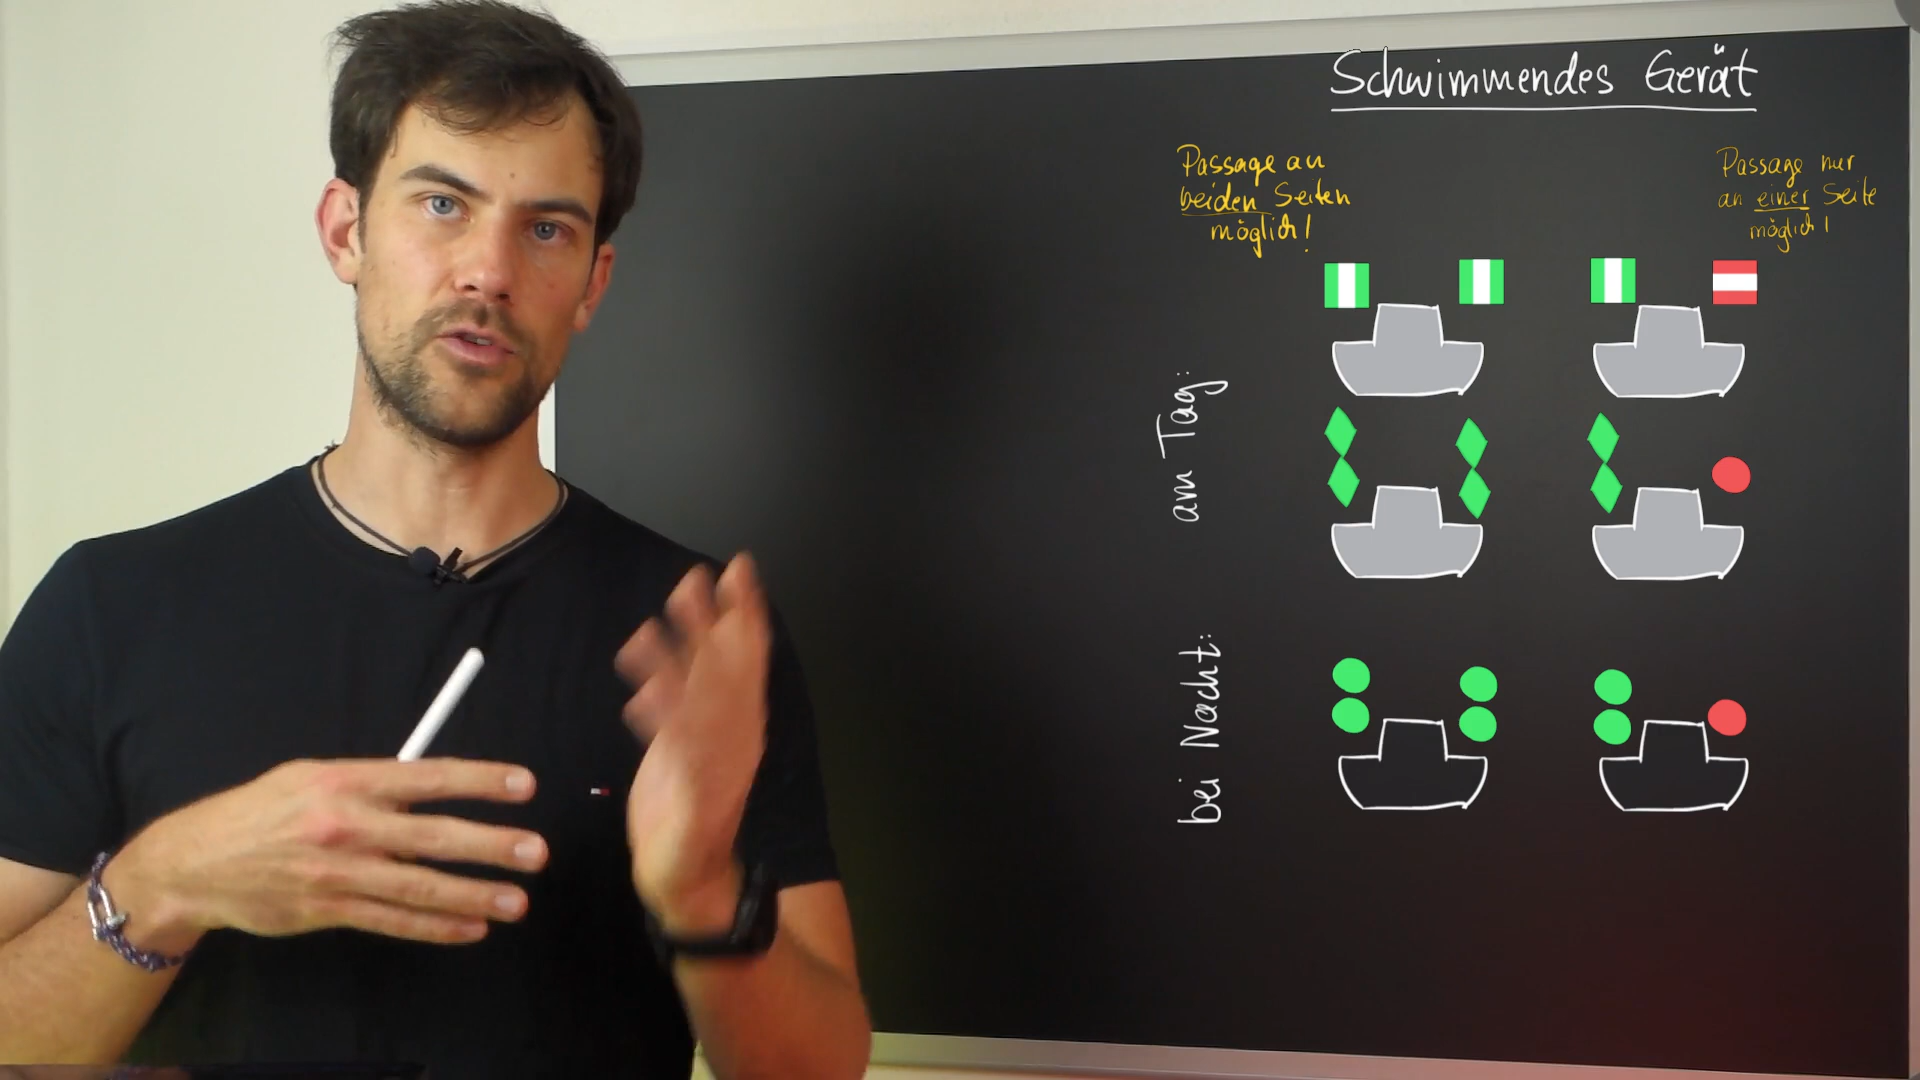 Schwimmendes Gerät
Passage an
beiden Seiten
möglich!
Passage nur
an einer Seite
möglich!
am Tag:
bei Nacht: